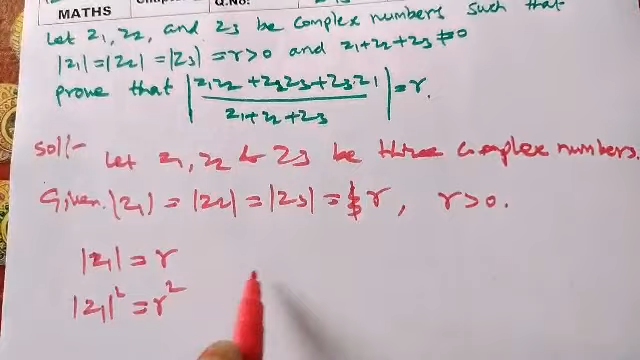 MATHS Q.No:
Let z1, z2, and z3 be complex numbers such that
|z1| = |z2| = |z3| = r > 0 and z1+z2+z3 ≠ 0
prove that |z1z2 + z2z3 + z3z1 / z1+z2+z3| = r.
Sol:- Let z1, z2 & z3 be three complex numbers.
Given. |z1| = |z2| = |z3| = r, r > 0.
|z1| = r
|z1|² = r²